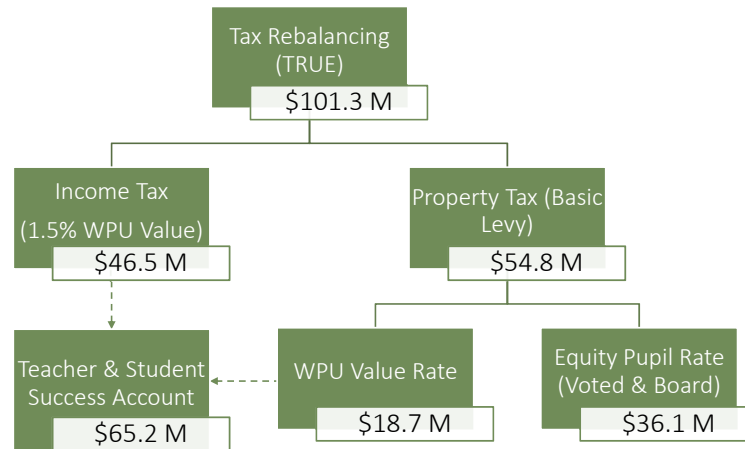 Tax Rebalancing
(TRUE)
$101.3 M
Income Tax
(1.5% WPU Value)
$46.5 M
Property Tax (Basic
Levy)
$54.8 M
Teacher & Student
Success Account
$65.2 M
WPU Value Rate
$18.7 M
Equity Pupil Rate
(Voted & Board)
$36.1 M